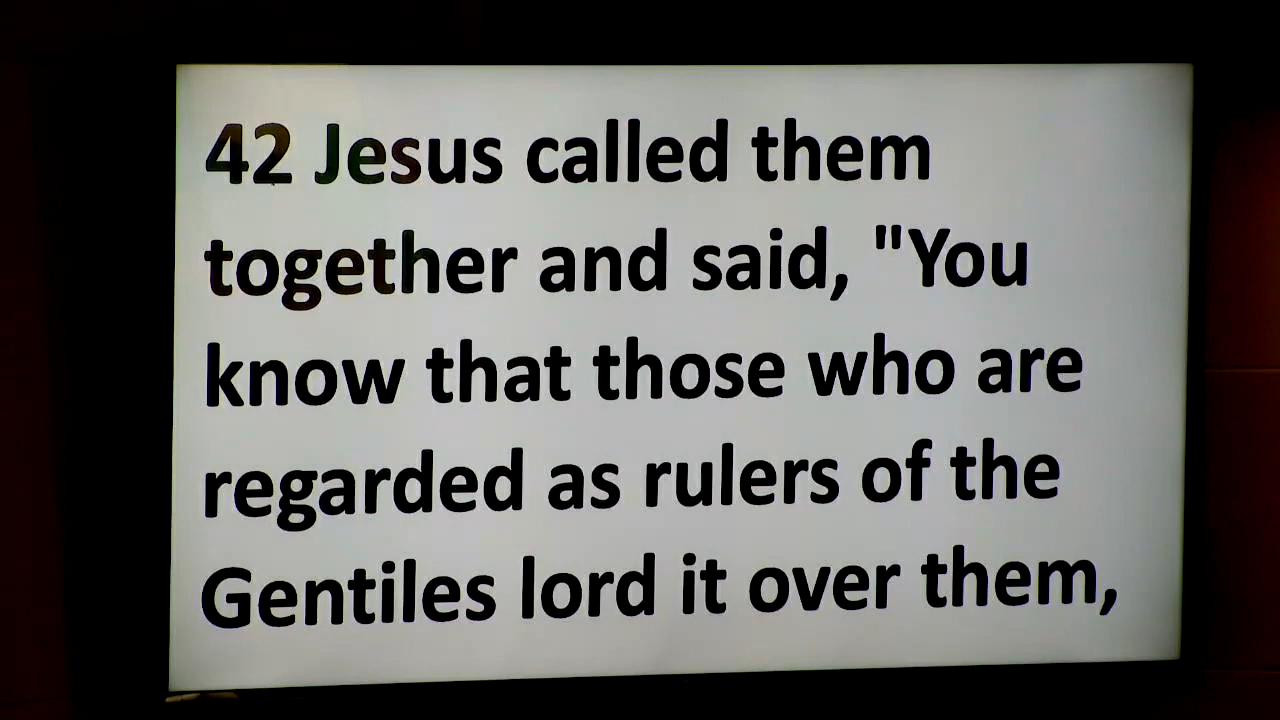 42 Jesus called them
together and said, "You
know that those who are
regarded as rulers of the
Gentiles lord it over them,